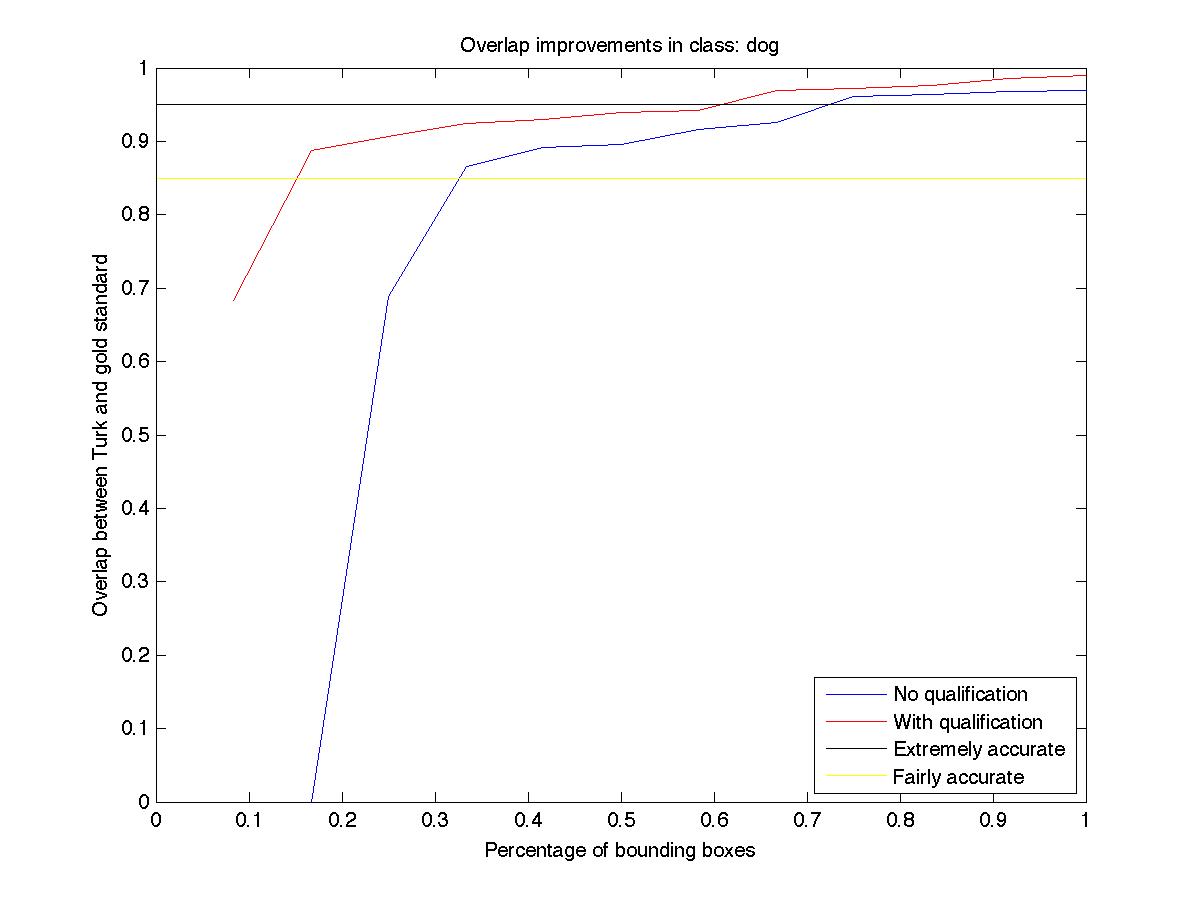 Overlap improvements in class: dog
1
0.9
0.8
0.7
0.6
0.5
0.4
0.3
0.2
0.1
0
Overlap between Turk and gold standard
No qualification
With qualification
Extremely accurate
Fairly accurate
0 0.1 0.2 0.3 0.4 0.5 0.6 0.7 0.8 0.9 1
Percentage of bounding boxes